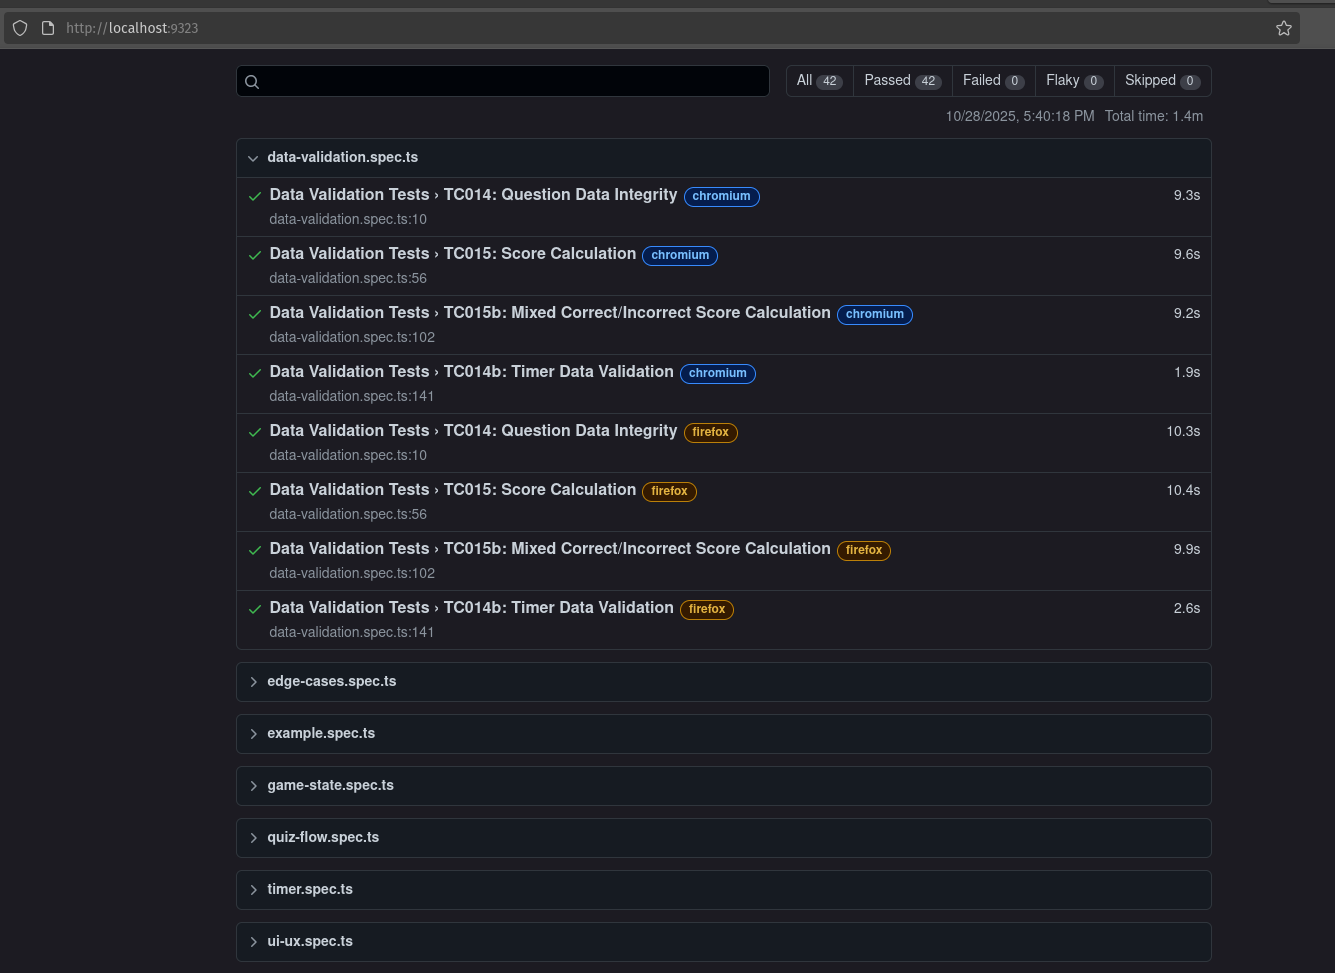 http://localhost:9323
All 42 Passed 42 Failed 0 Flaky 0 Skipped 0
10/28/2025, 5:40:18 PM Total time: 1.4m
data-validation.spec.ts
Data Validation Tests › TC014: Question Data Integrity chromium 9.3s
data-validation.spec.ts:10
Data Validation Tests › TC015: Score Calculation chromium 9.6s
data-validation.spec.ts:56
Data Validation Tests › TC015b: Mixed Correct/Incorrect Score Calculation chromium 9.2s
data-validation.spec.ts:102
Data Validation Tests › TC014b: Timer Data Validation chromium 1.9s
data-validation.spec.ts:141
Data Validation Tests › TC014: Question Data Integrity firefox 10.3s
data-validation.spec.ts:10
Data Validation Tests › TC015: Score Calculation firefox 10.4s
data-validation.spec.ts:56
Data Validation Tests › TC015b: Mixed Correct/Incorrect Score Calculation firefox 9.9s
data-validation.spec.ts:102
Data Validation Tests › TC014b: Timer Data Validation firefox 2.6s
data-validation.spec.ts:141
edge-cases.spec.ts
example.spec.ts
game-state.spec.ts
quiz-flow.spec.ts
timer.spec.ts
ui-ux.spec.ts